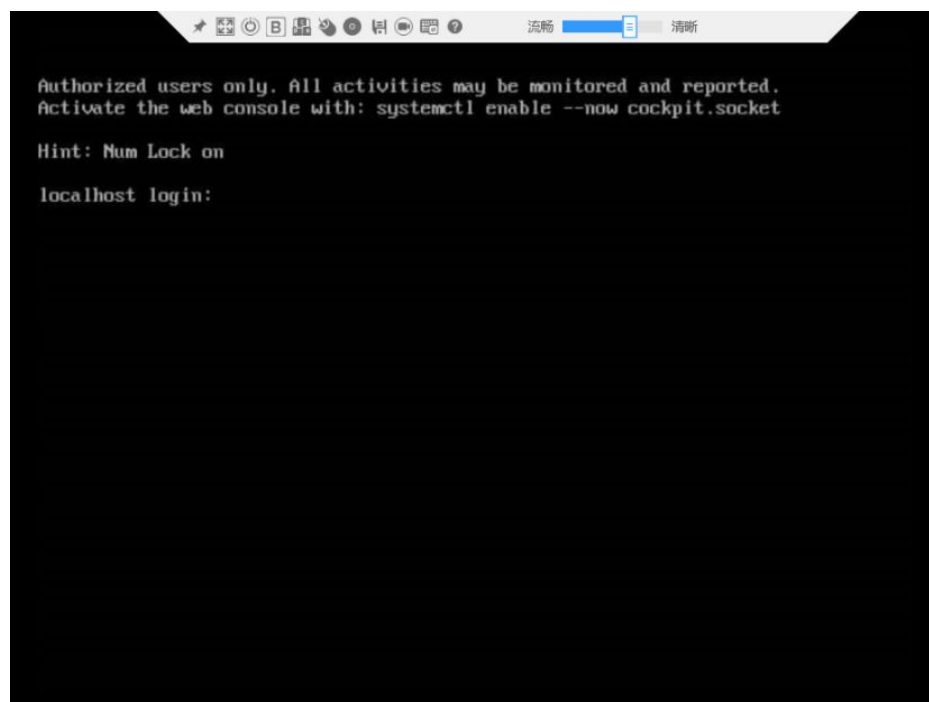 B 流畅 清晰
Authorized users only. All activities may be monitored and reported.
Activate the web console with: systemctl enable --now cockpit.socket
Hint: Num Lock on
localhost login: